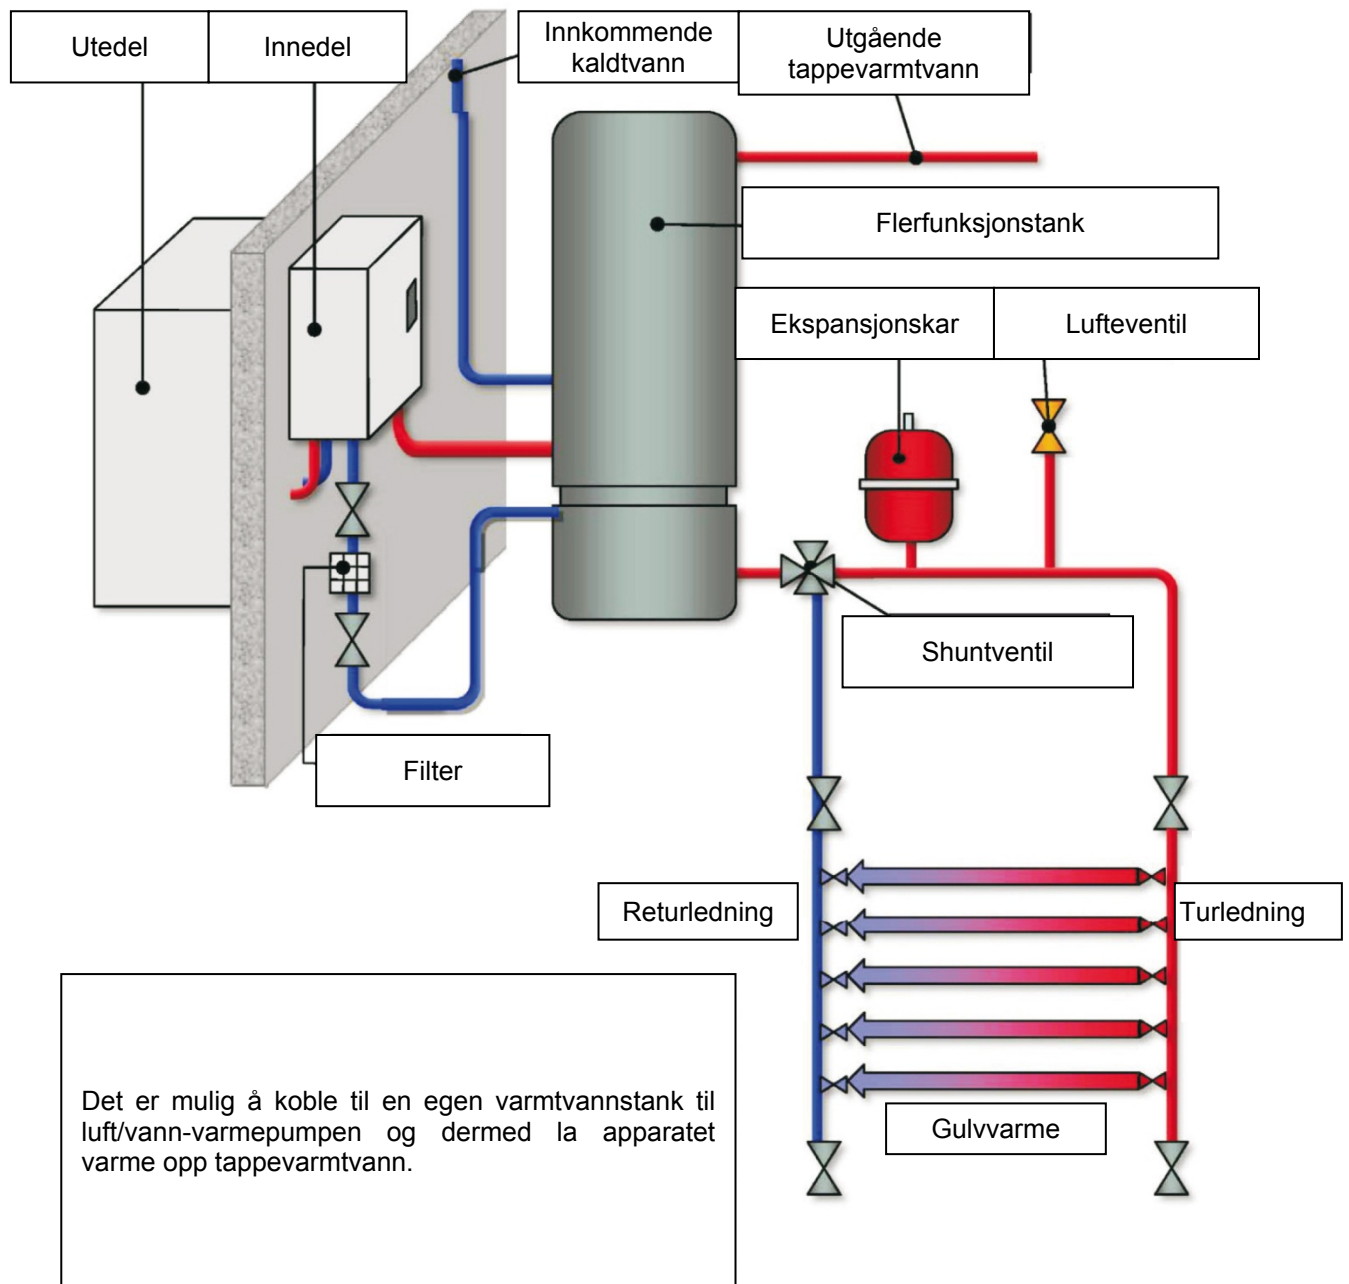 Utedel
Innedel
Innkommende
kaldtvann
Utgående
tappevarmtvann
Flerfunksjonstank
Ekspansjonskar
Lufteventil
Shuntventil
Filter
Returledning
Turledning
Gulvvarme
Det er mulig å koble til en egen varmtvannstank til
luft/vann-varmepumpen og dermed la apparatet
varme opp tappevarmtvann.